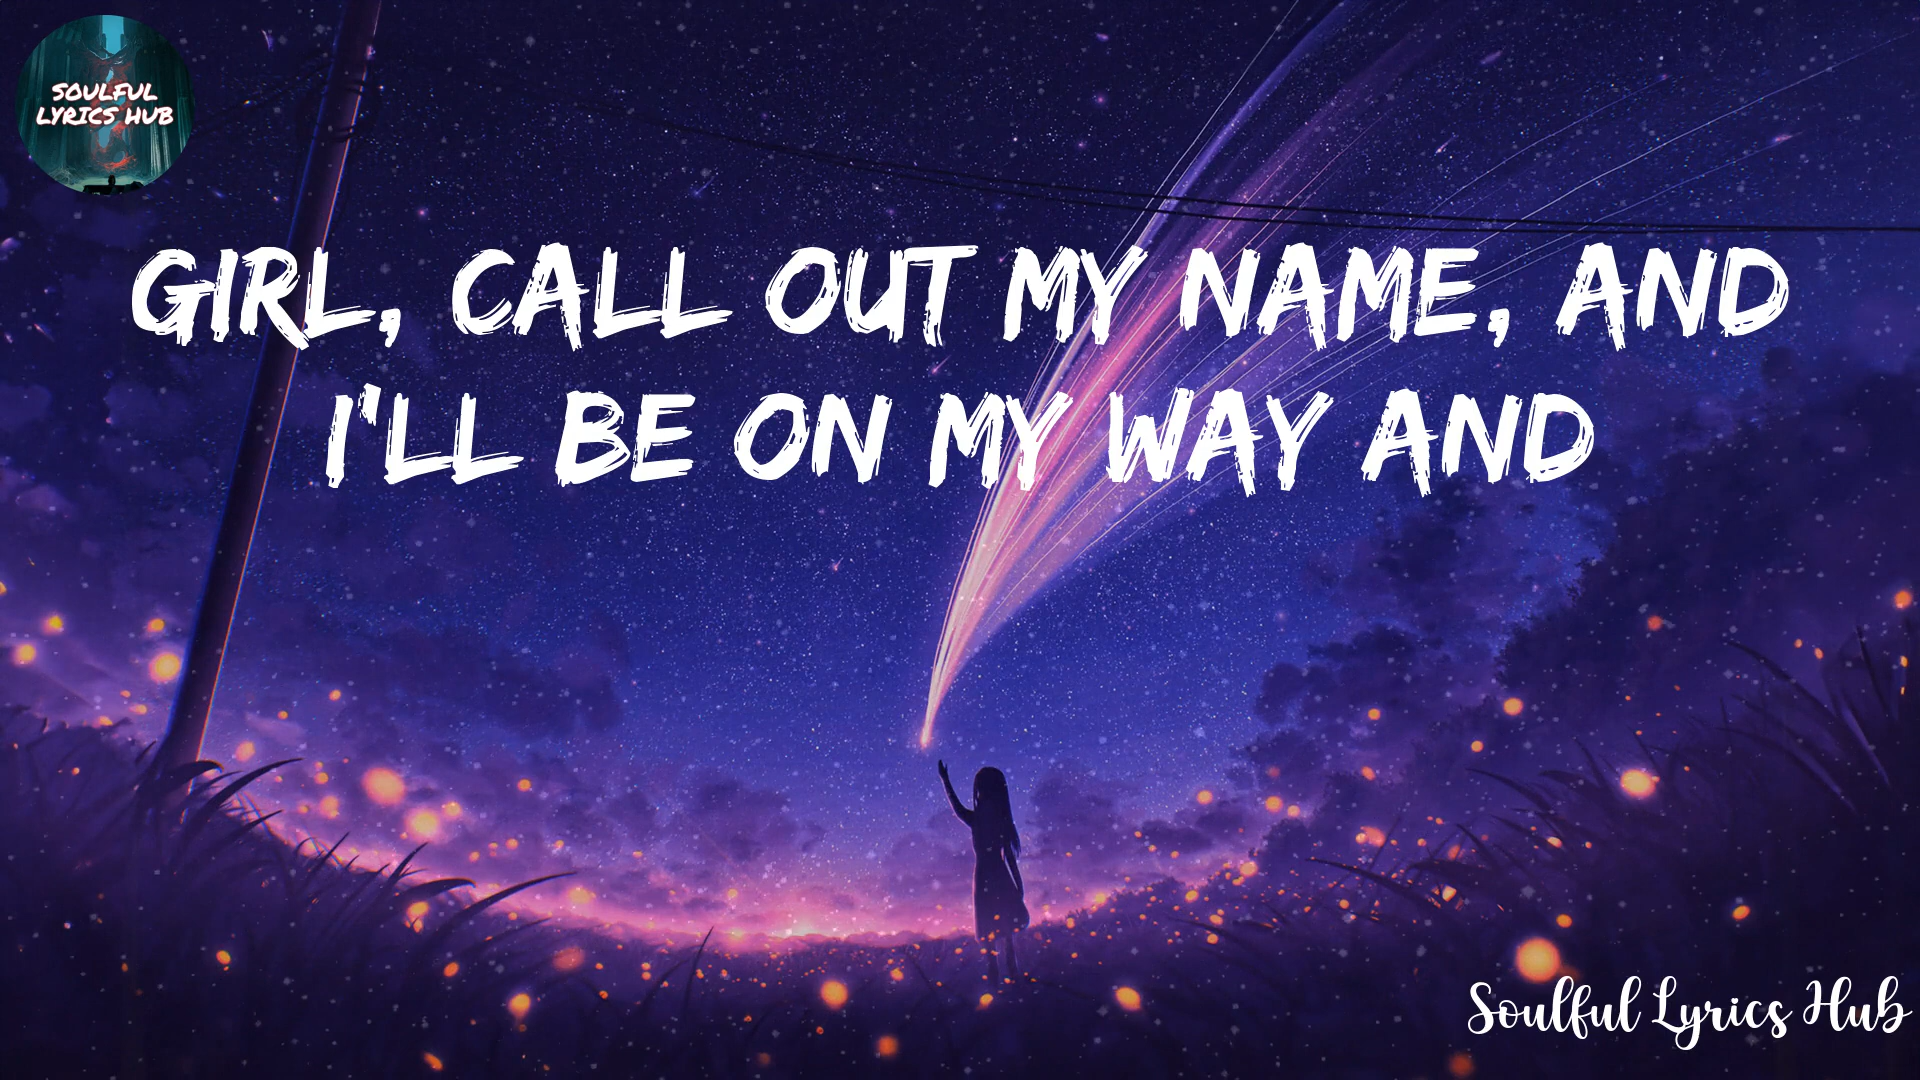 SOULFUL
LYRICS HUB
GIRL, CALL OUT MY NAME, AND
I'LL BE ON MY WAY AND
Soulful Lyrics Hub